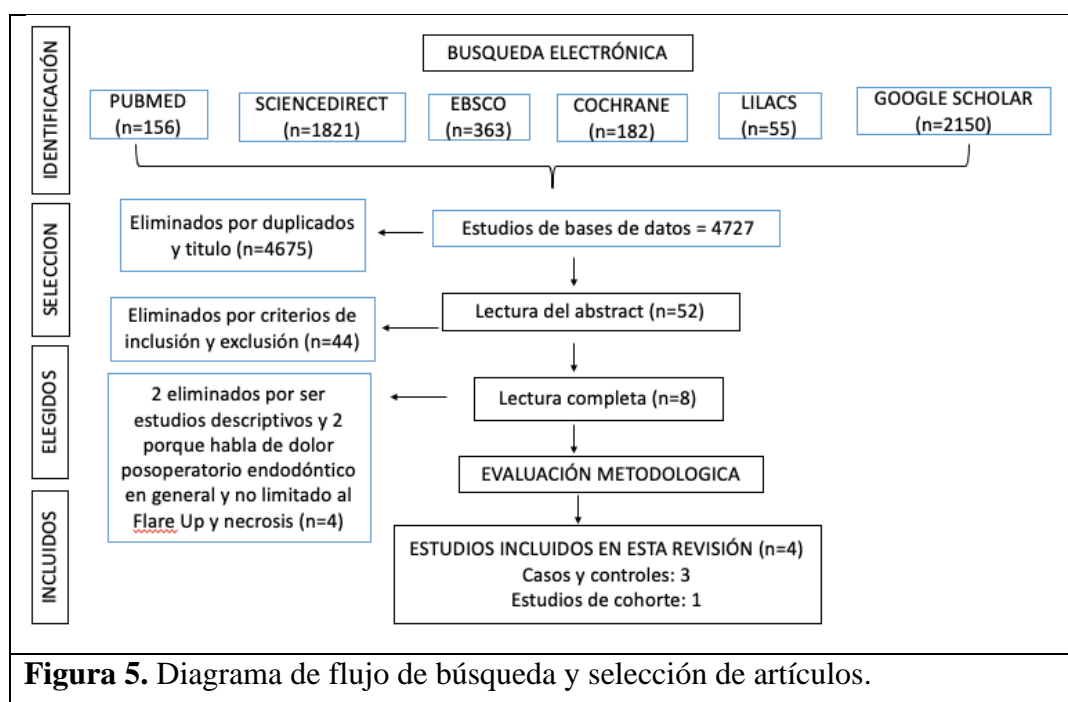 BUSQUEDA ELECTRÓNICA
IDENTIFICACIÓN
PUBMED
(n=156)
SCIENCEDIRECT
(n=1821)
EBSCO
(n=363)
COCHRANE
(n=182)
LILACS
(n=55)
GOOGLE SCHOLAR
(n=2150)
SELECCION
Eliminados por duplicados
y titulo (n=4675)
Estudios de bases de datos = 4727
Eliminados por criterios de
inclusión y exclusión (n=44)
Lectura del abstract (n=52)
ELEGIDOS
2 eliminados por ser
estudios descriptivos y 2
porque habla de dolor
posoperatorio endodóntico
en general y no limitado al
Flare Up y necrosis (n=4)
Lectura completa (n=8)
EVALUACIÓN METODOLOGICA
INCLUIDOS
ESTUDIOS INCLUIDOS EN ESTA REVISIÓN (n=4)
Casos y controles: 3
Estudios de cohorte: 1
Figura 5. Diagrama de flujo de búsqueda y selección de artículos.